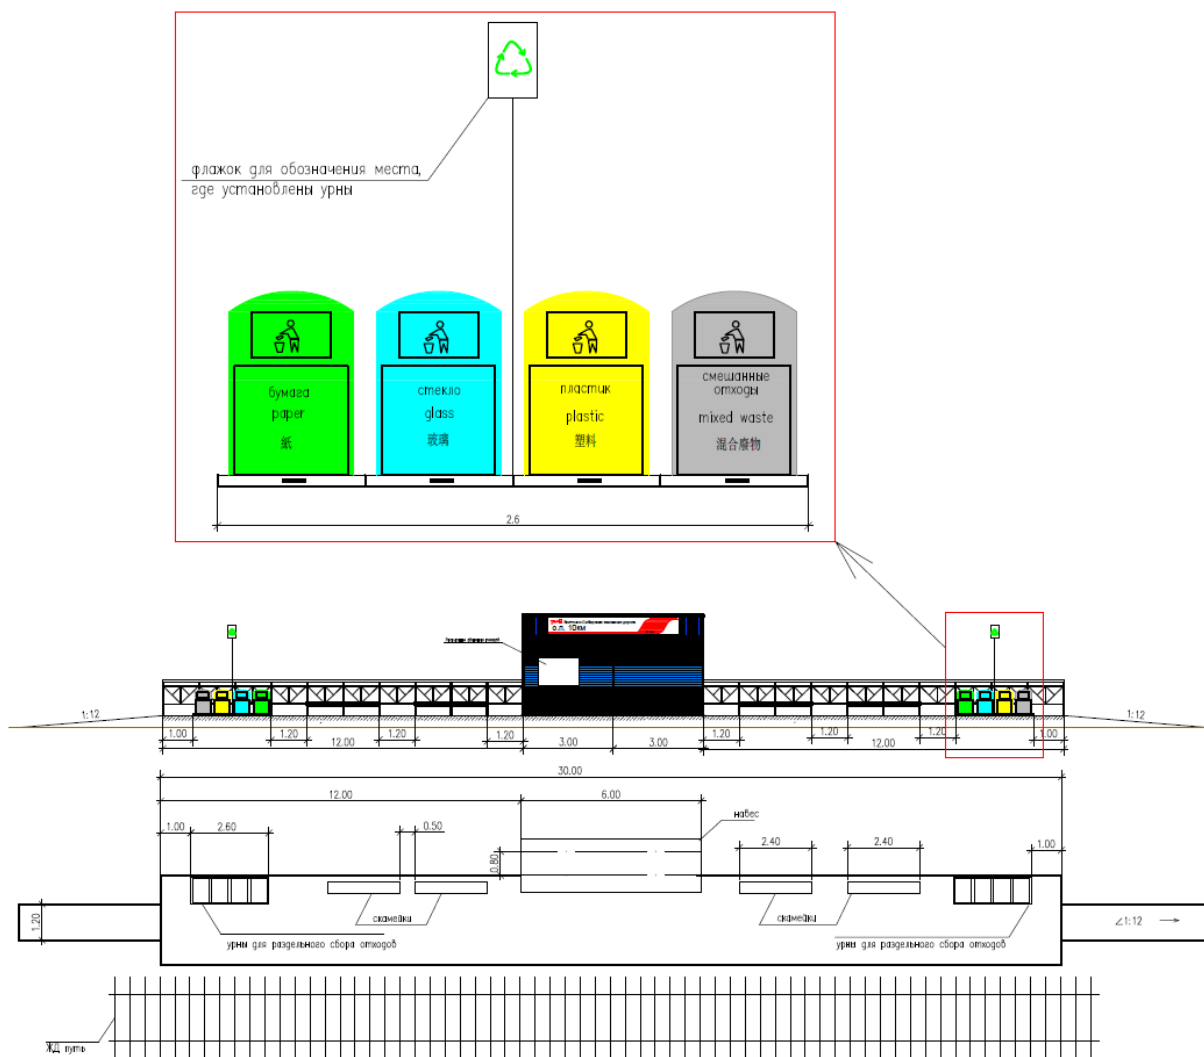 флажок для обозначения места,
где установлены урны
бумага
paper
紙
стекло
glass
玻璃
пластик
plastic
塑料
смешанные
отходы
mixed waste
混合廢物
2.6
о.п. 10км
1:12
1:12
1.00
1.20
1.20
1.20
3.00
3.00
1.20
1.20
1.20
1.00
12.00
12.00
30.00
12.00
6.00
навес
1.00
2.60
0.50
0.80
2.40
2.40
1.00
1.20
скамейки
скамейки
∠1:12
урны для раздельного сбора отходов
урны для раздельного сбора отходов
ЖД путь